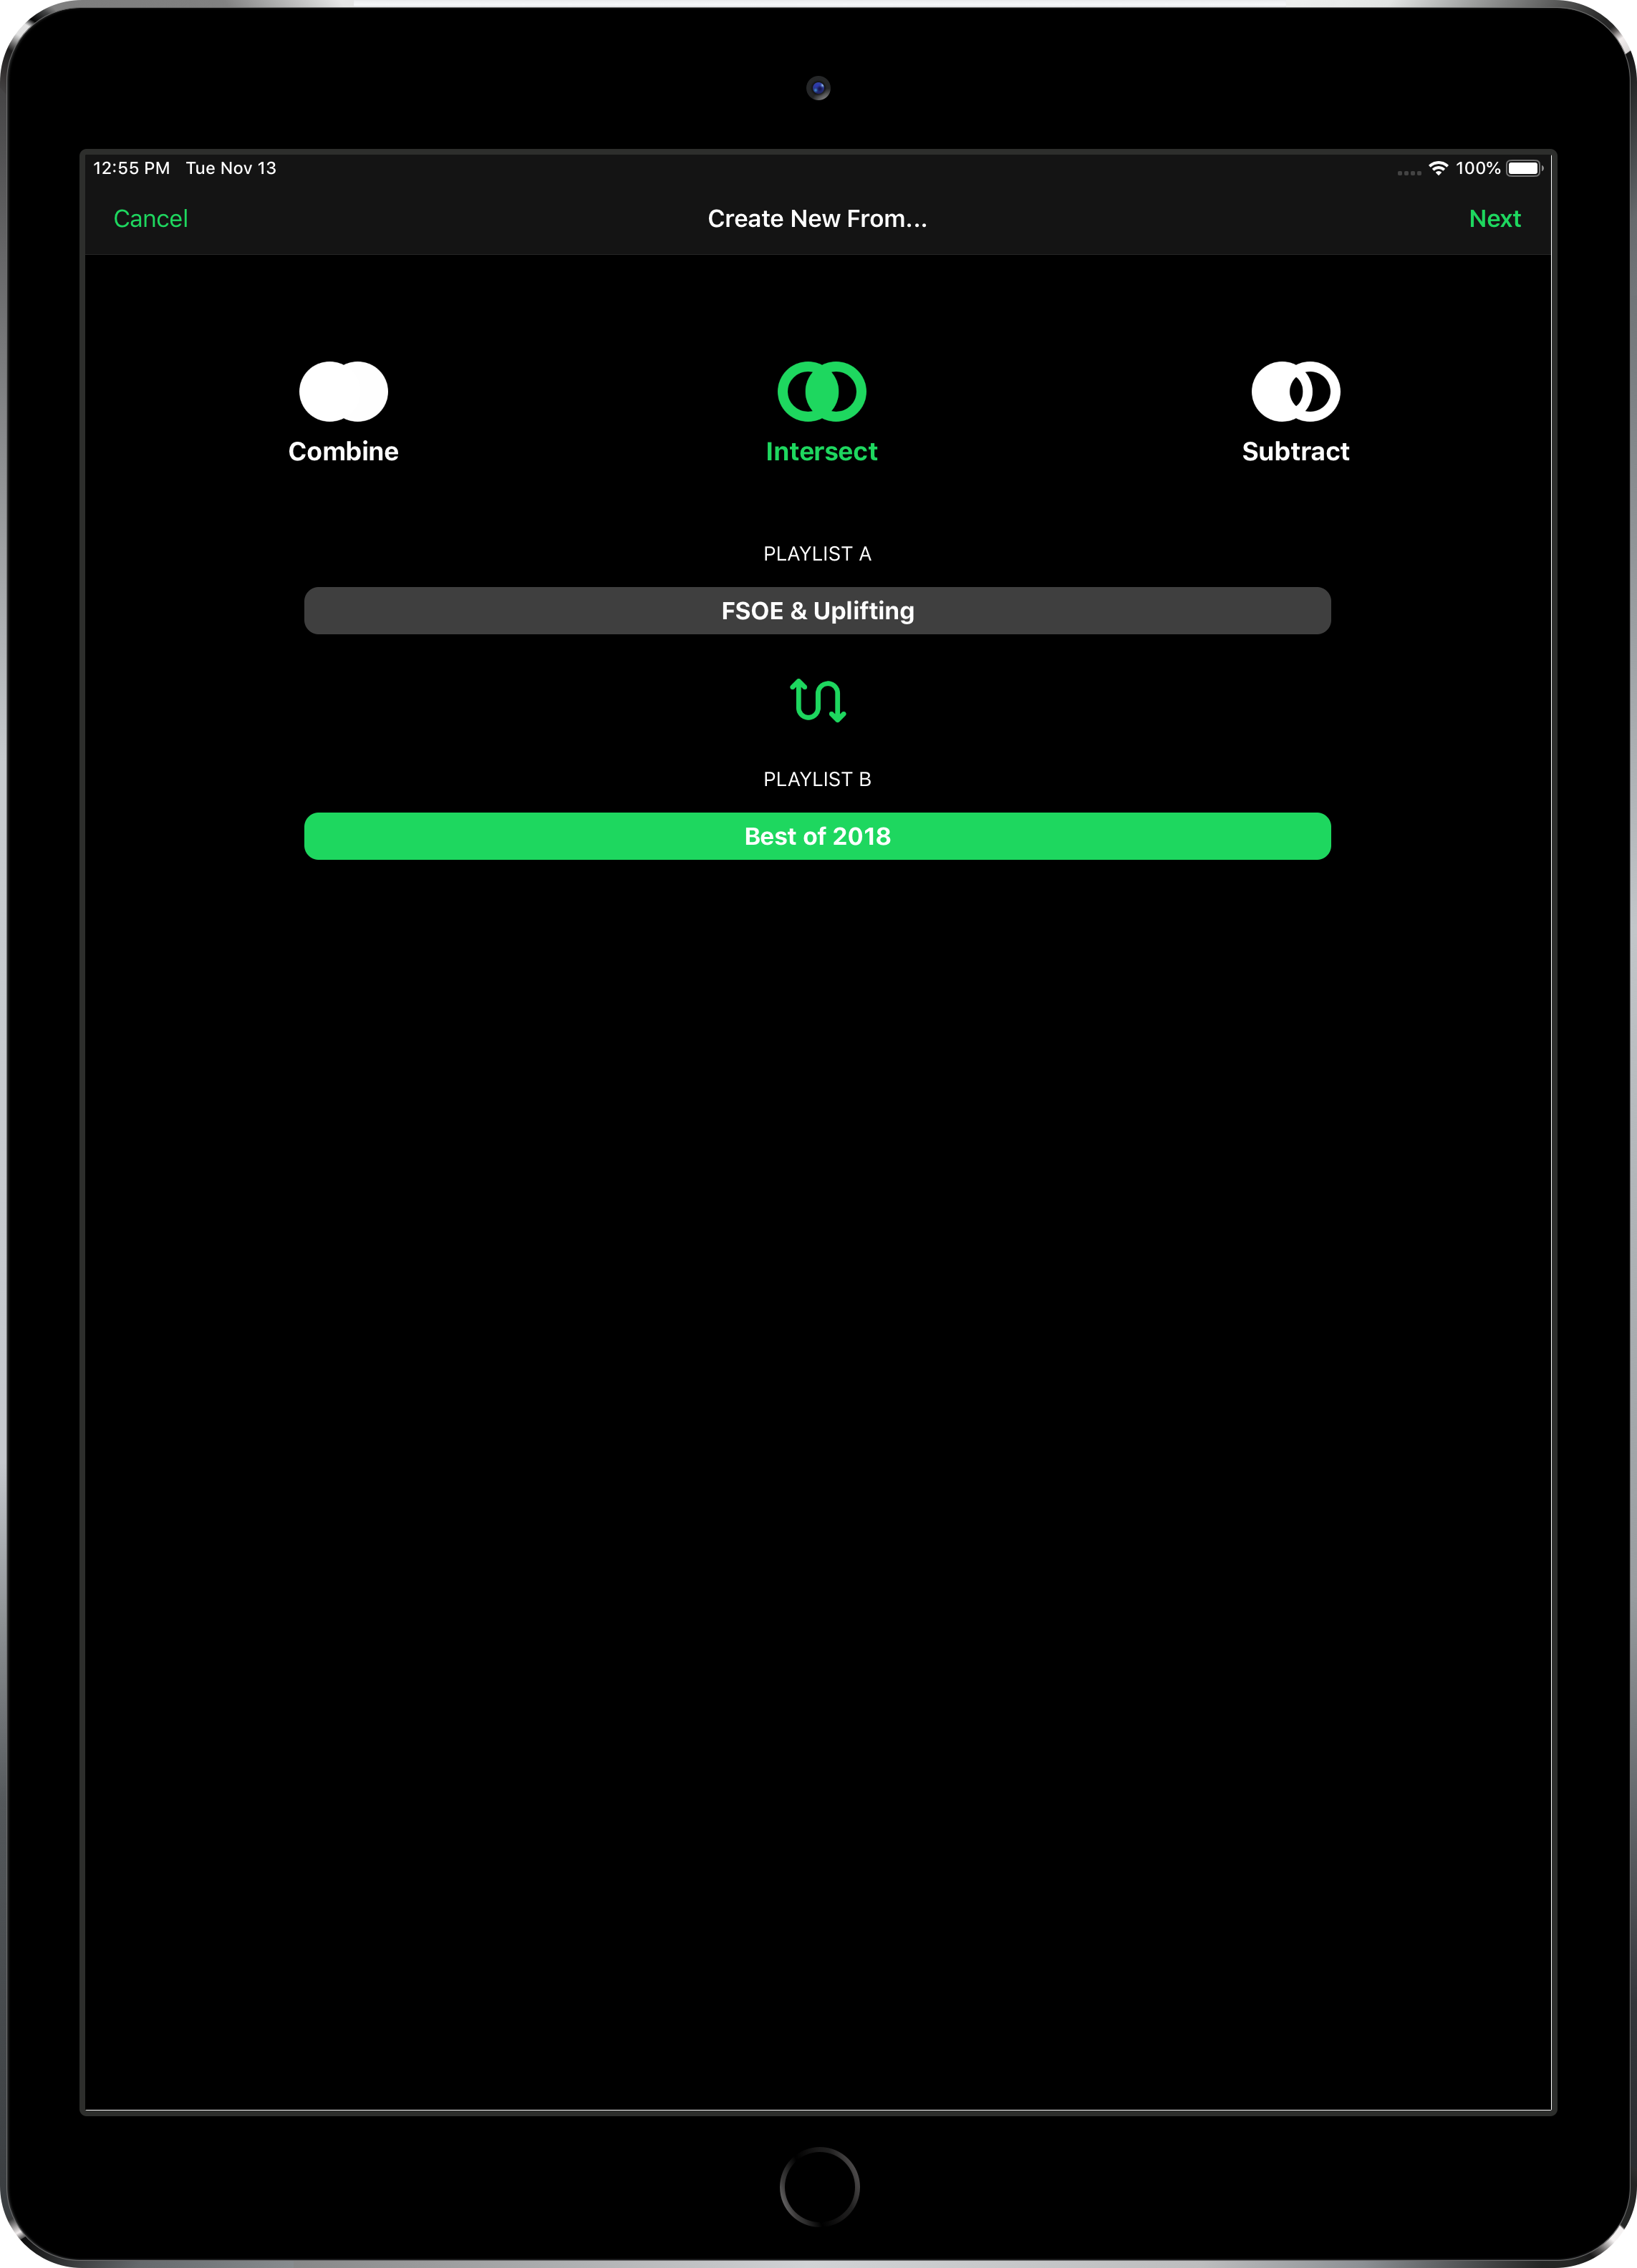 12:55 PM Tue Nov 13 100%
Cancel Create New From... Next
Combine Intersect Subtract
PLAYLIST A
FSOE & Uplifting
PLAYLIST B
Best of 2018